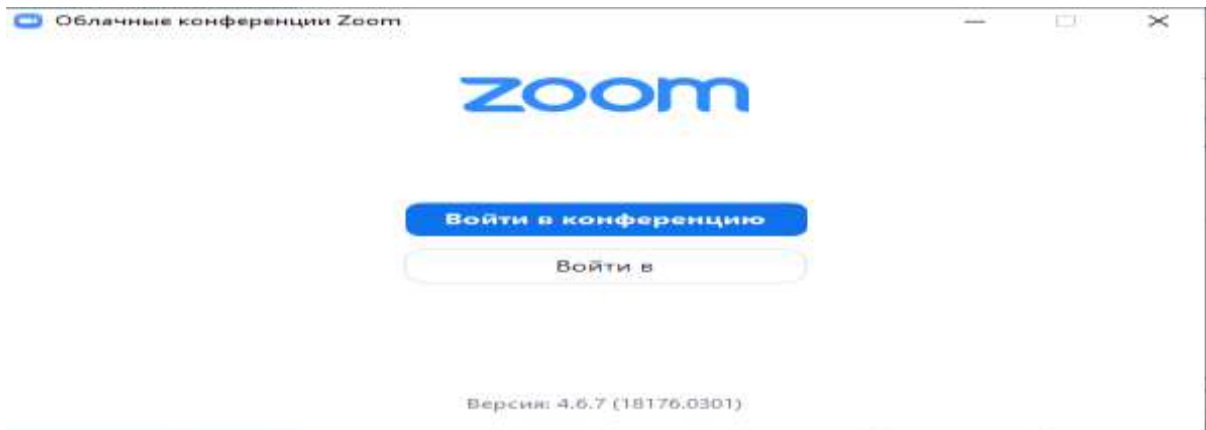 Облачные конференции Zoom
zoom
Войти в конференцию
Войти в
Версия: 4.6.7 (18176.0301)